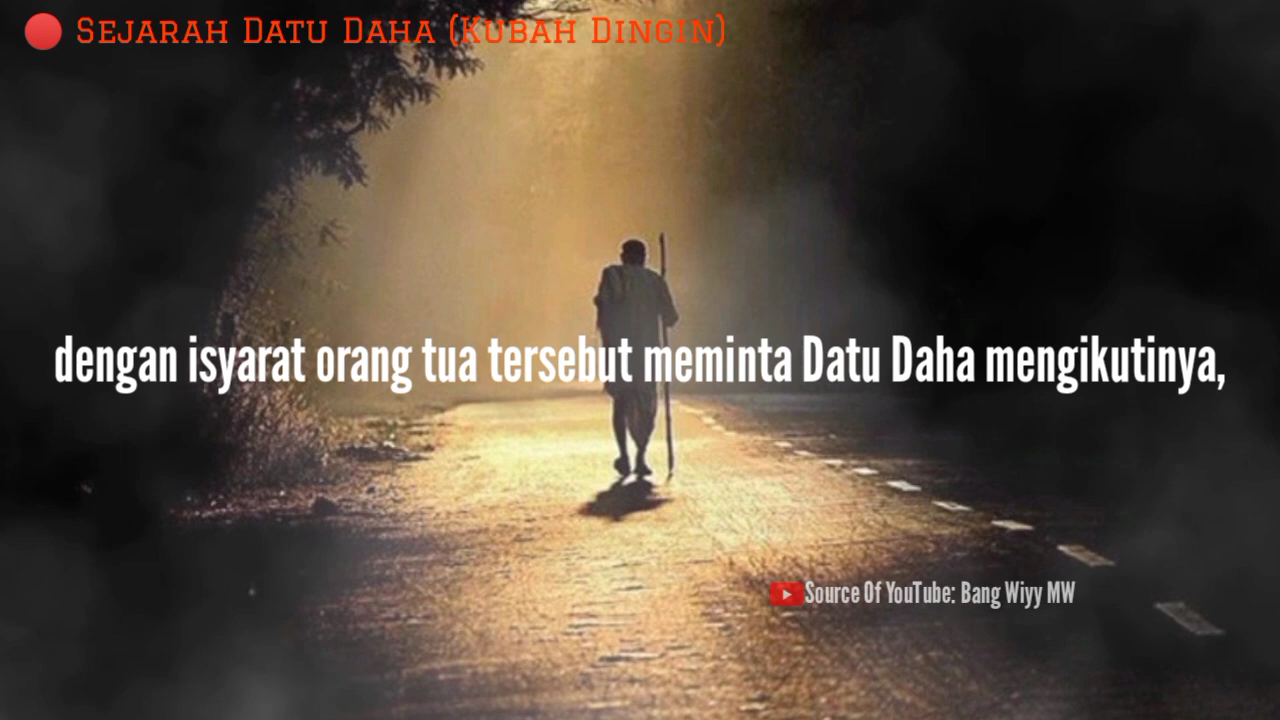 Sejarah Datu Daha (Kubah Dingin)
dengan isyarat orang tua tersebut meminta Datu Daha mengikutinya,
Source Of YouTube: Bang Wiyy MW